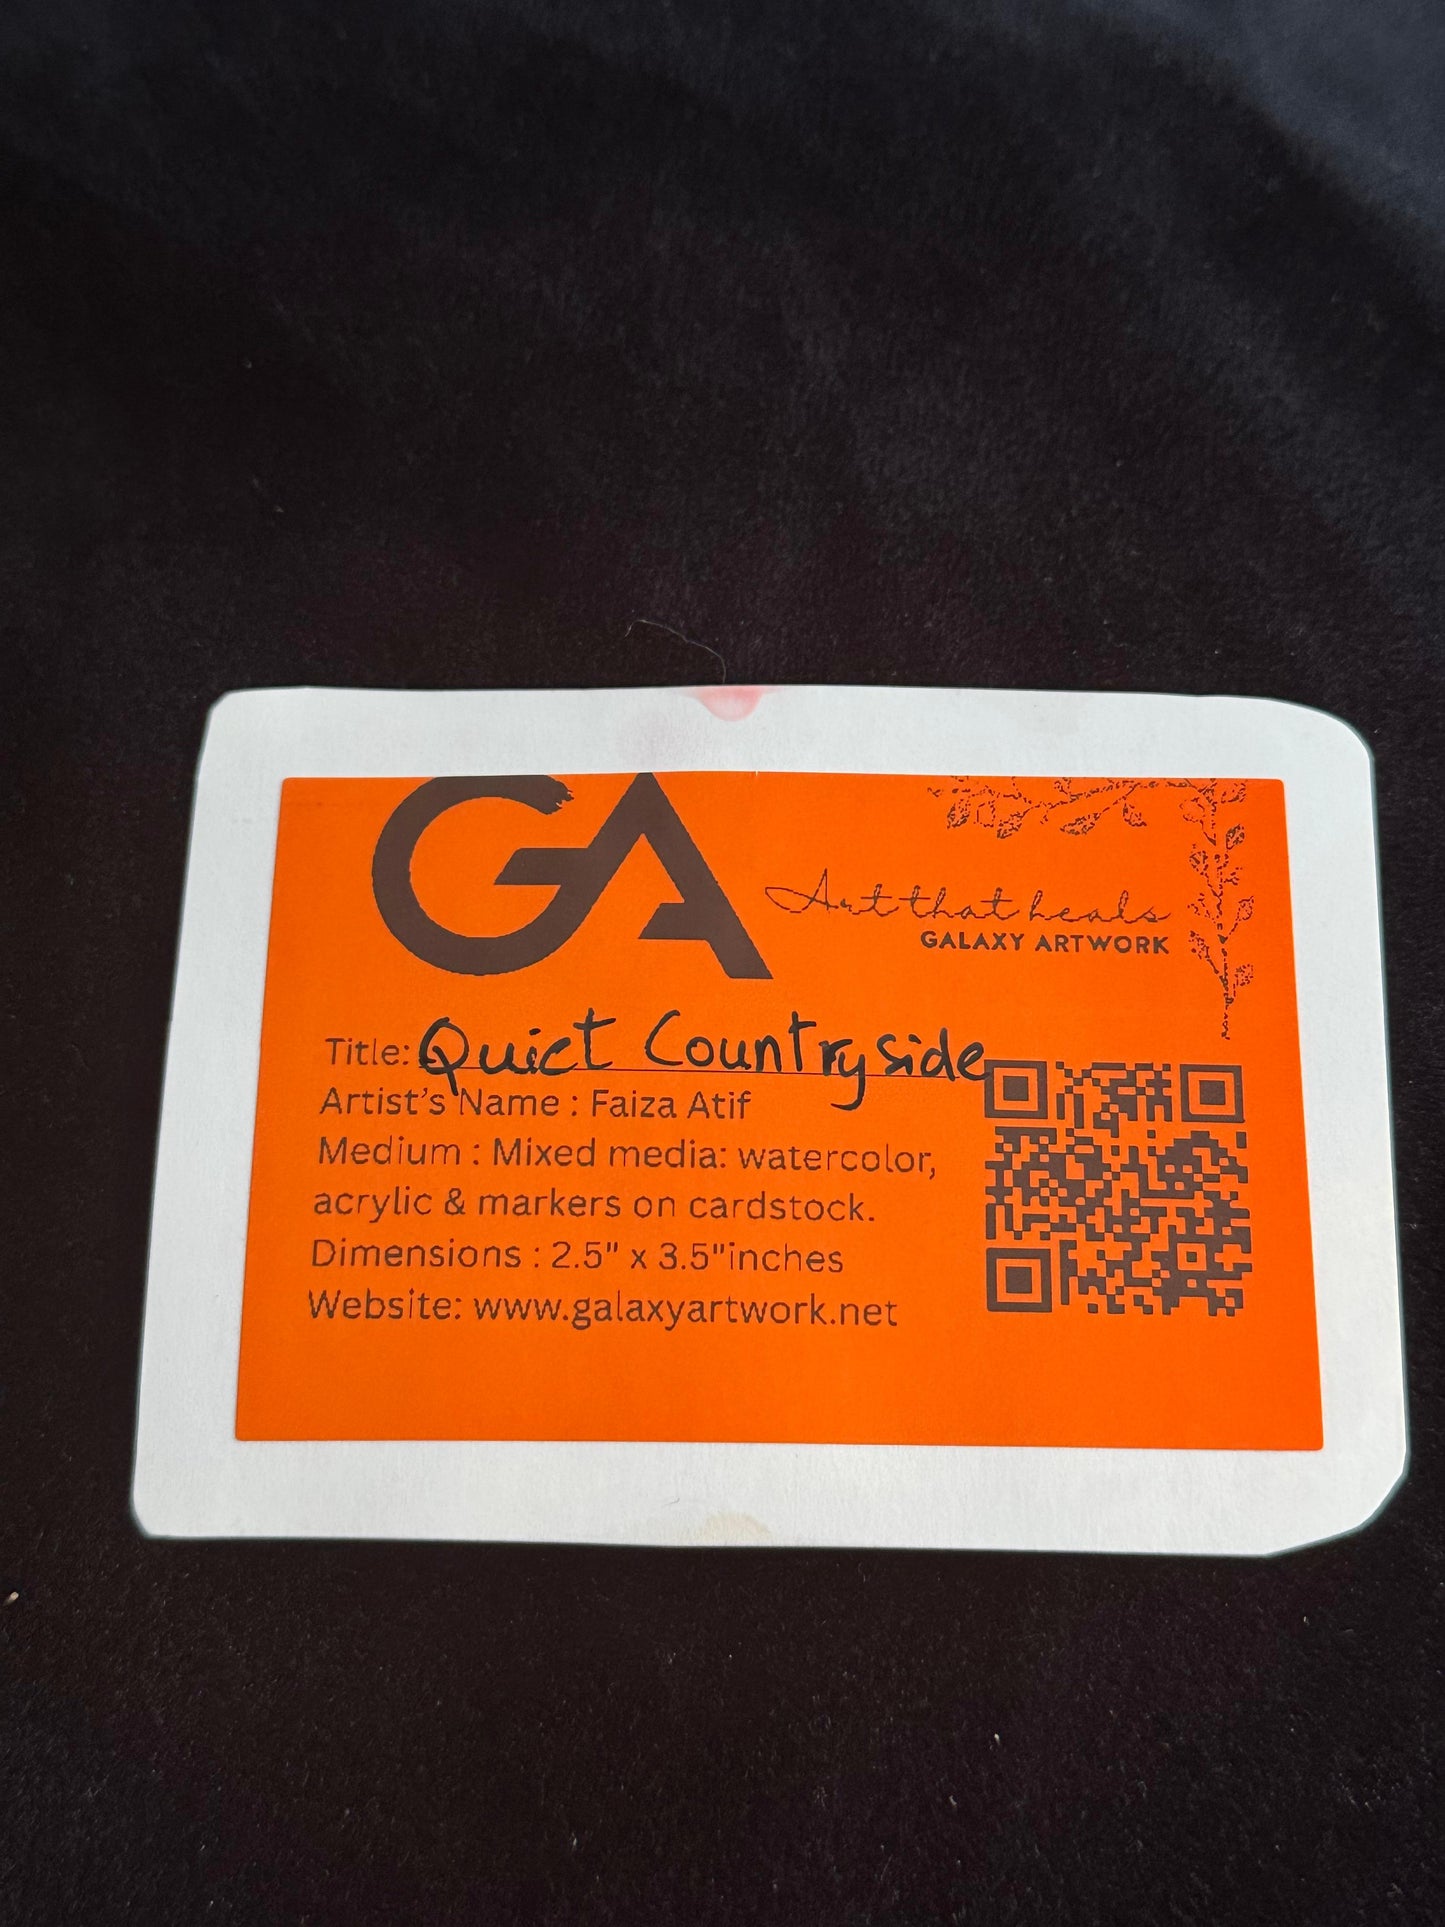 GA
Art that heals
GALAXY ARTWORK
Title: Quiet Countryside
Artist's Name : Faiza Atif
Medium : Mixed media: watercolor,
acrylic & markers on cardstock.
Dimensions : 2.5" x 3.5"inches
Website: www.galaxyartwork.net